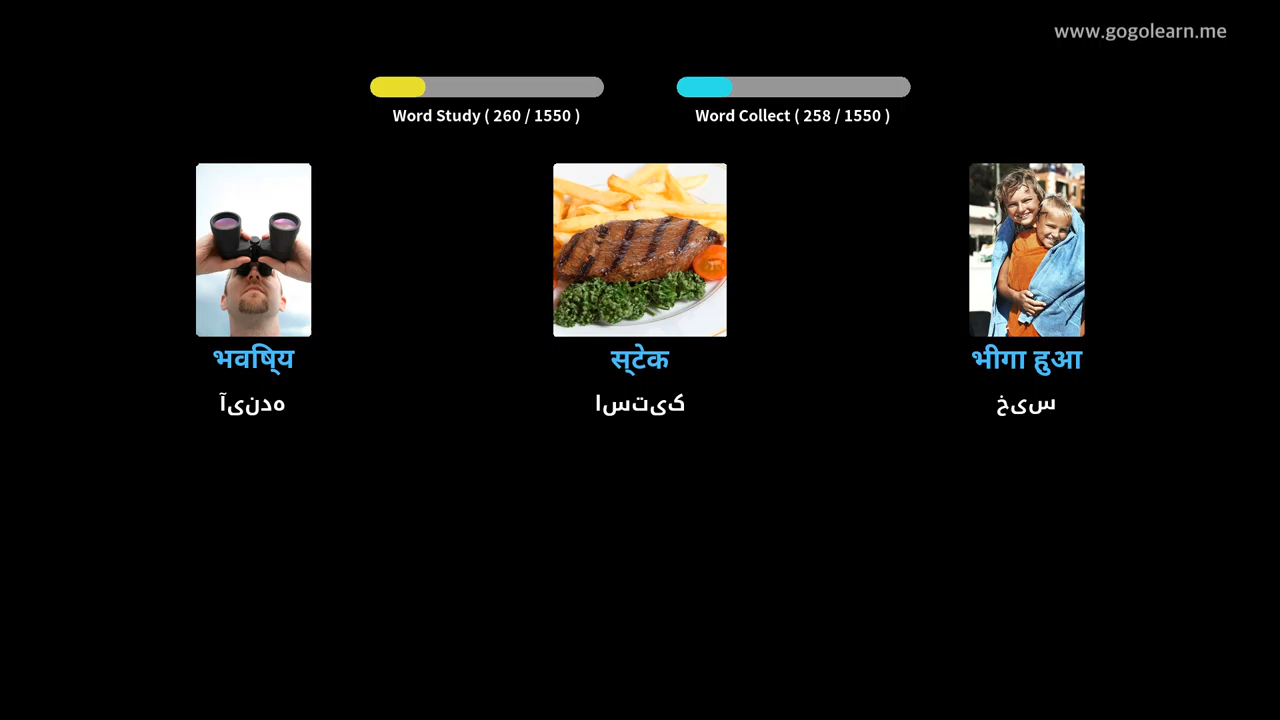 www.gogolearn.me
Word Study ( 260 / 1550 )
Word Collect ( 258 / 1550 )
भविष्य
स्टेक
भीगा हुआ
آینده
استیک
خیس